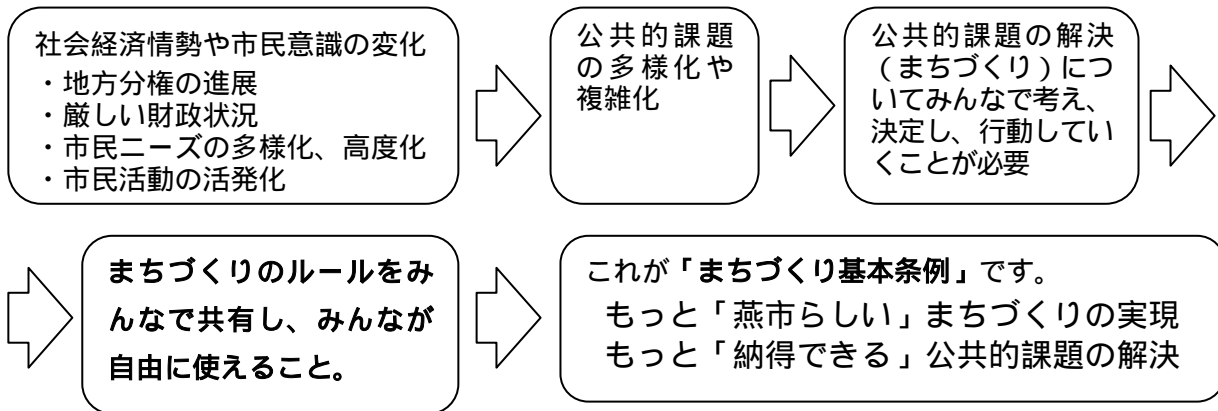 社会経済情勢や市民意識の変化
・地方分権の進展
・厳しい財政状況
・市民ニーズの多様化、高度化
・市民活動の活発化
公共的課題
の多様化や
複雑化
公共的課題の解決
（まちづくり）につ
いてみんなで考え、
決定し、行動してい
くことが必要
まちづくりのルールをみ
んなで共有し、みんなが
自由に使えること。
これが「まちづくり基本条例」です。
もっと「燕市らしい」まちづくりの実現
もっと「納得できる」公共的課題の解決